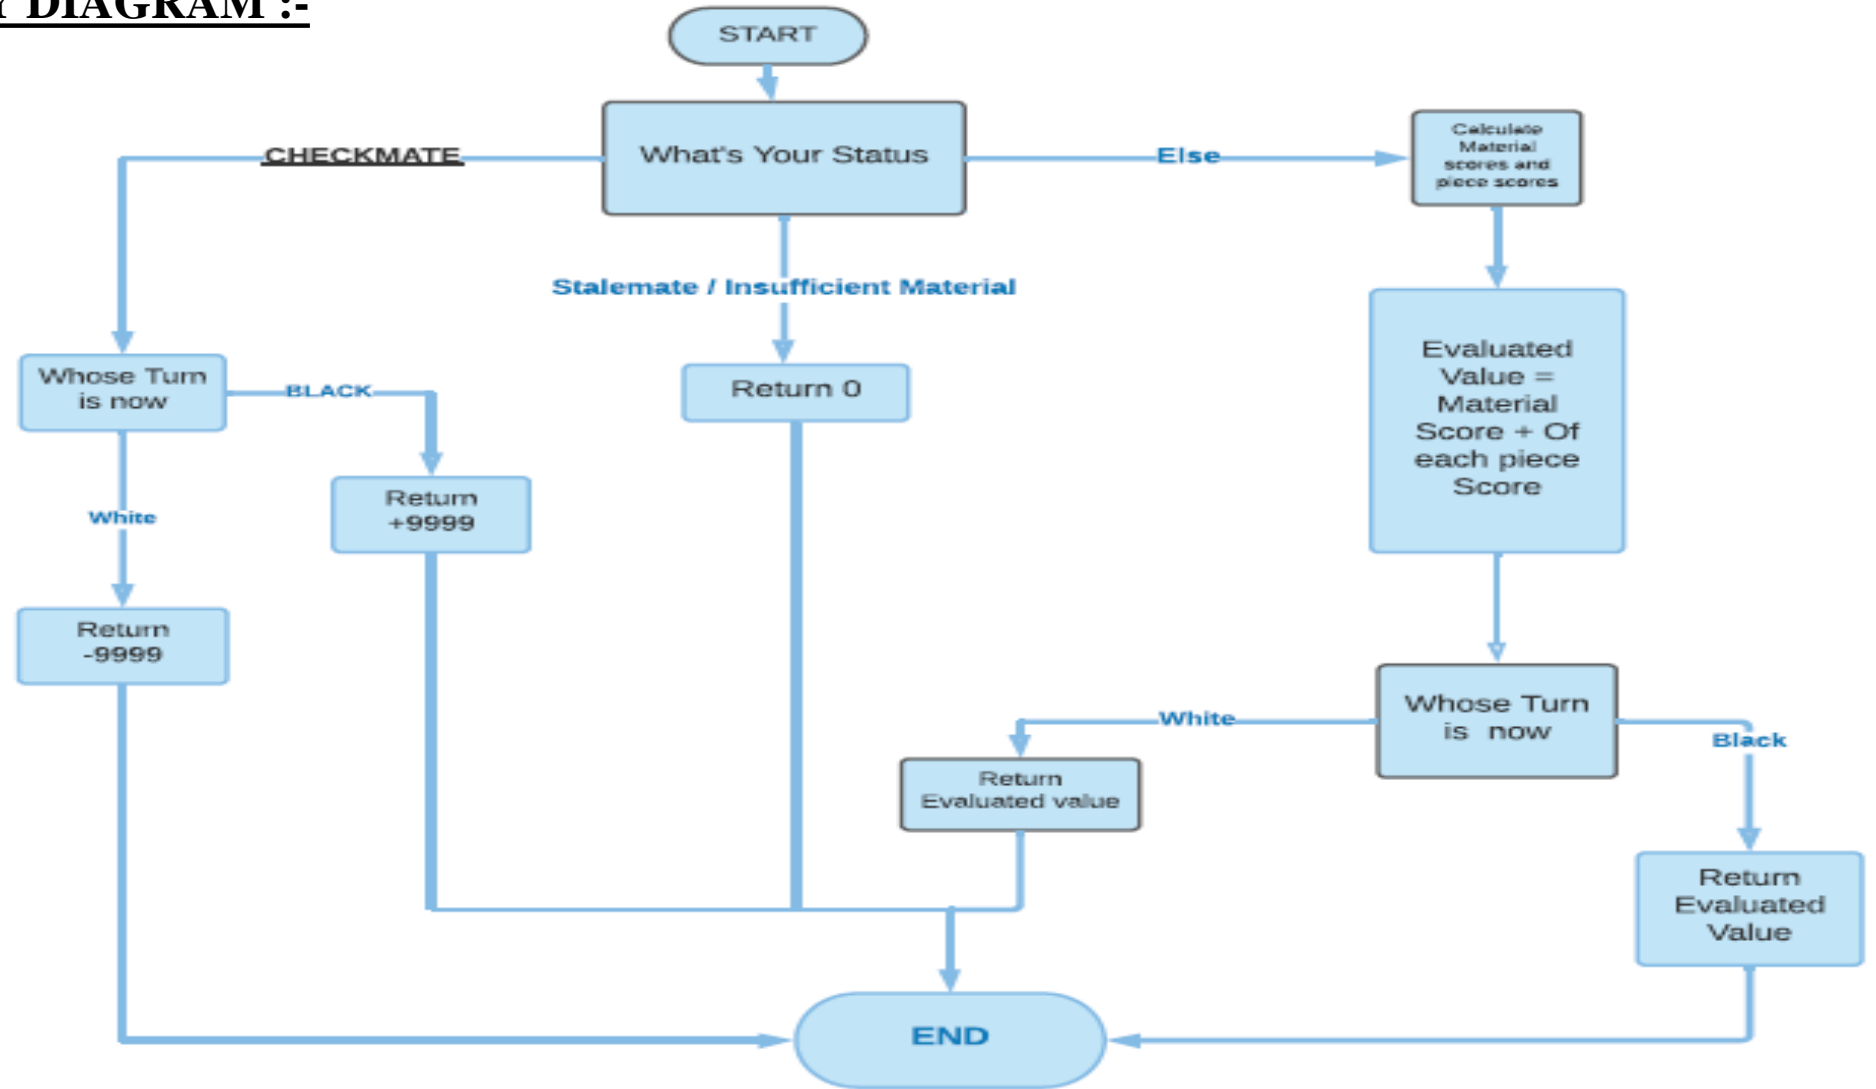 Y DIAGRAM :-
START
What's Your Status
CHECKMATE
Else
Calculate
Material
scores and
piece scores
Stalemate / Insufficient Material
Whose Turn
is now
BLACK
Return 0
Evaluated
Value =
Material
Score + Of
each piece
Score
Return
+9999
White
Return
-9999
Whose Turn
is now
White
Black
Return
Evaluated value
Return
Evaluated
Value
END